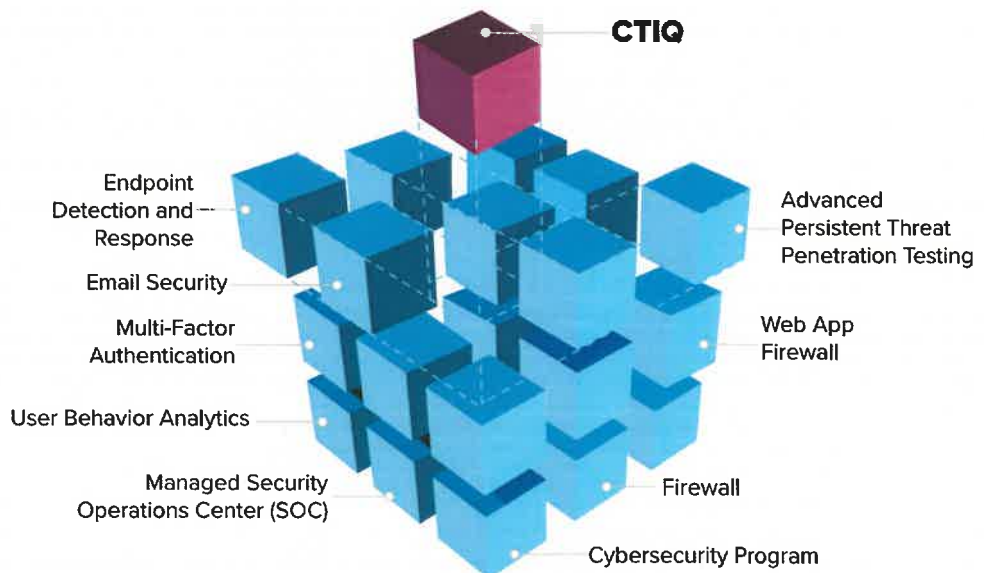 CTIQ
Endpoint
Detection and
Response
Email Security
Multi-Factor
Authentication
User Behavior Analytics
Managed Security
Operations Center (SOC)
Advanced
Persistent Threat
Penetration Testing
Web App
Firewall
Firewall
Cybersecurity Program